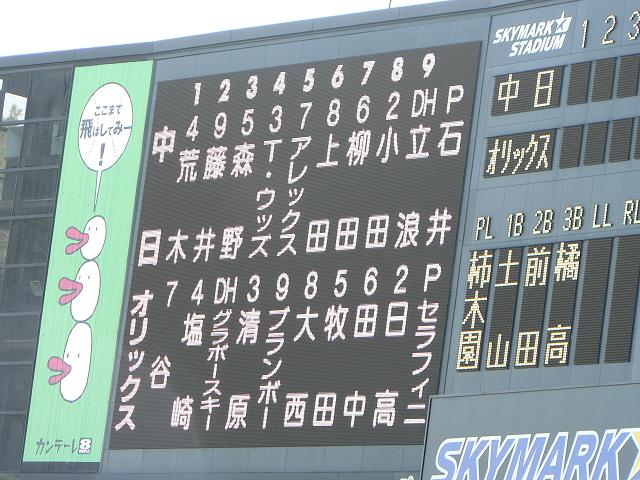 ここまで
飛ばしてみー
!
カンテーレ8
1 2 3 4 5 6 7 8 9
4 9 5 3 7 8 6 2 DH P
中日
荒木
藤井
森野
T・ウッズ
アレックス
上田
柳田
小田
立浪
石井
7 4 DH 3 9 8 5 6 2 P
オリックス
谷
塩崎
グラボースキー
清原
ブランボー
大西
牧田
田中
日高
セラフィニ
SKYMARK
STADIUM
1 2 3
中日
オリックス
PL 1B 2B 3B LL RL
柿木園
土山
前田
橘高
SKYMARK